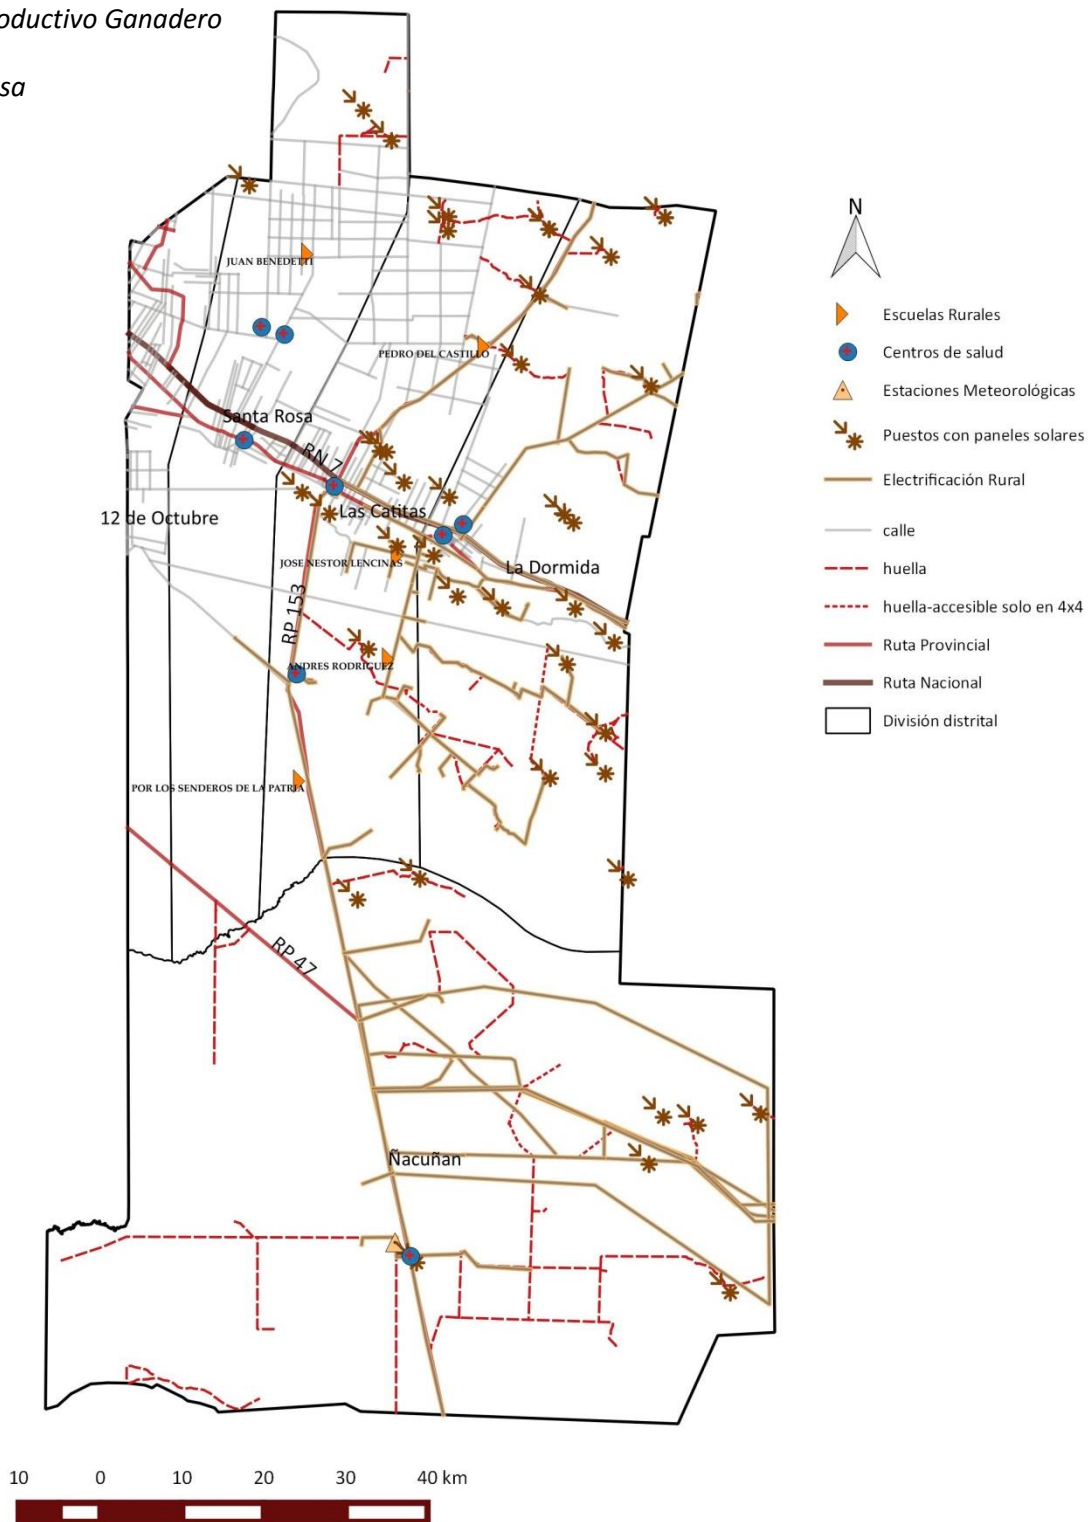 oductivo Ganadero
sa
N
JUAN BENEDETTI
PEDRO DEL CASTILLO
Santa Rosa
RN 7
12 de Octubre
Las Catitas
JOSE NESTOR LENCINAS
La Dormida
RP 153
ANDRES RODRIGUEZ
POR LOS SENDEROS DE LA PATRIA
RP 47
Ñacuñan
Escuelas Rurales
Centros de salud
Estaciones Meteorológicas
Puestos con paneles solares
Electrificación Rural
calle
huella
huella-accesible solo en 4x4
Ruta Provincial
Ruta Nacional
División distrital
10 0 10 20 30 40 km